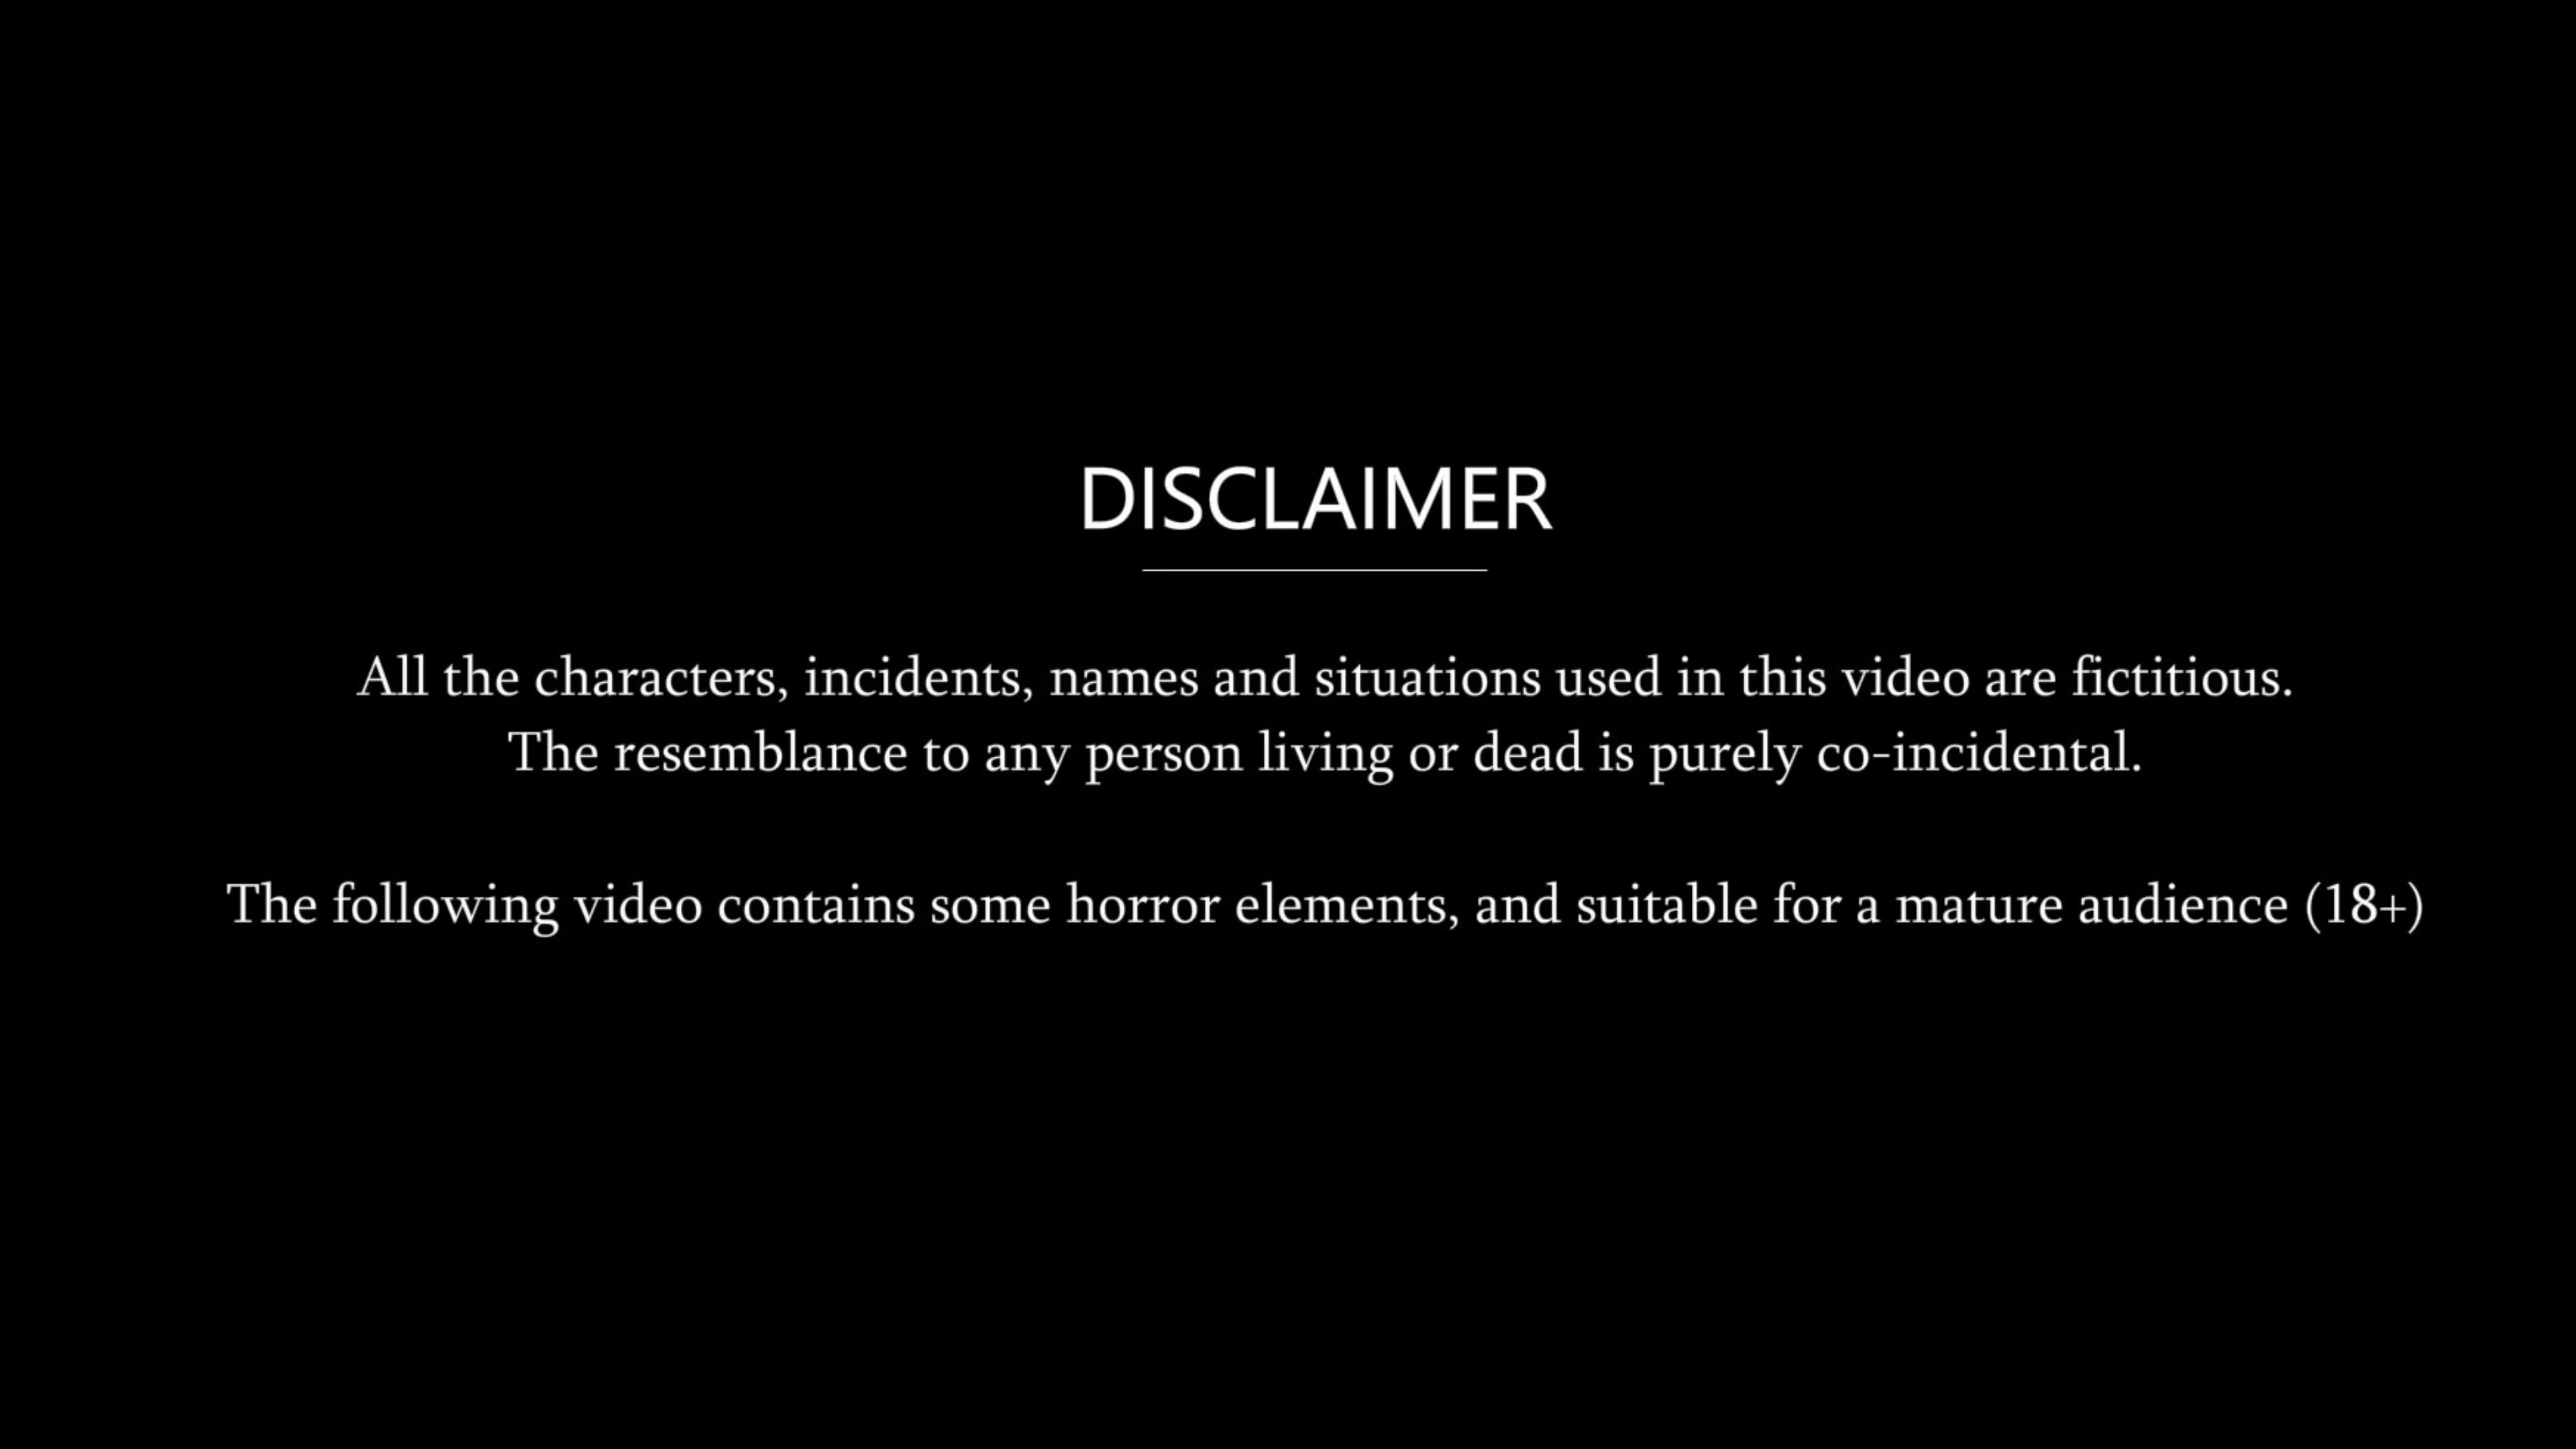 DISCLAIMER
All the characters, incidents, names and situations used in this video are fictitious.
The resemblance to any person living or dead is purely co-incidental.
The following video contains some horror elements, and suitable for a mature audience (18+)